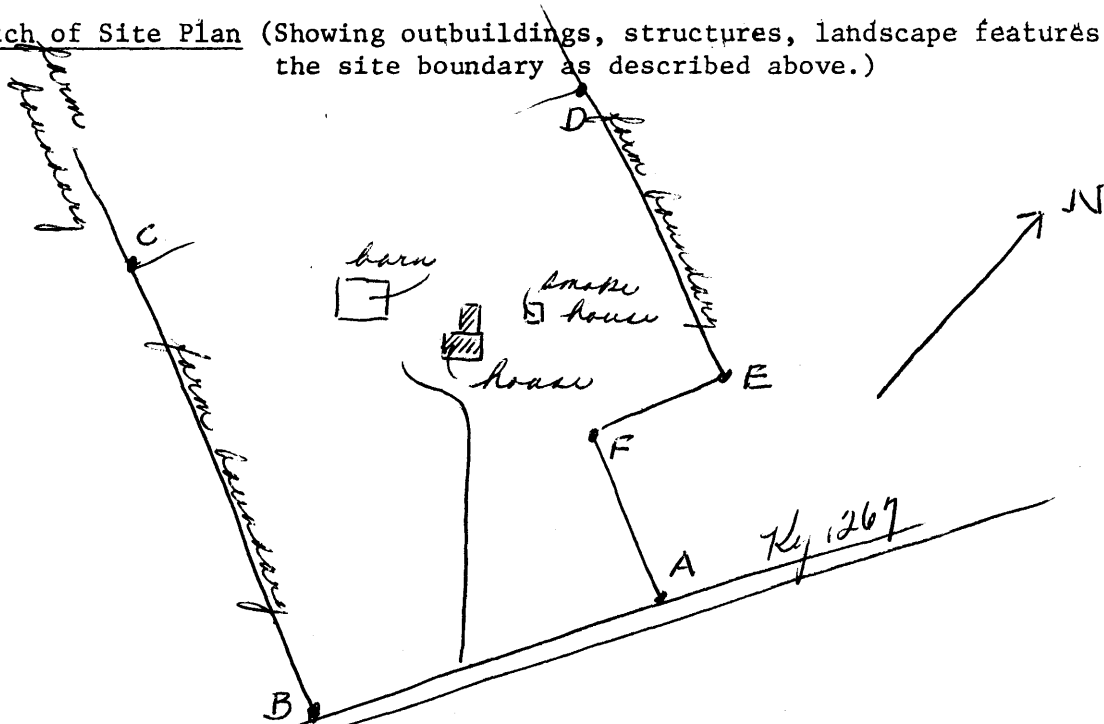 ch of Site Plan (Showing outbuildings, structures, landscape features
the site boundary as described above.)
farm
boundary
D
farm boundary
N
C
barn
smoke
house
house
E
farm boundary
F
Ky 1267
A
B